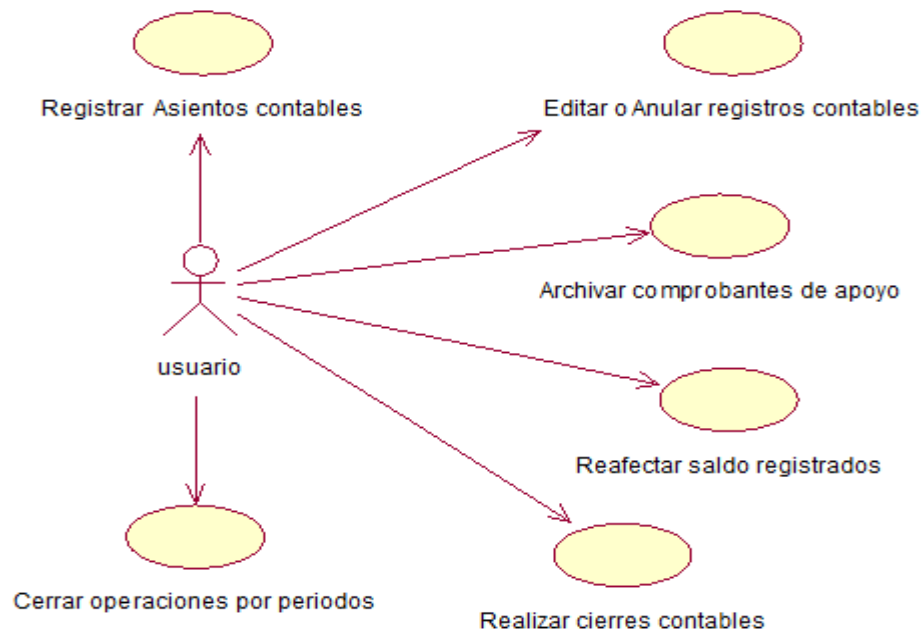 Registrar Asientos contables
Editar o Anular registros contables
Archivar comprobantes de apoyo
usuario
Reafectar saldo registrados
Cerrar operaciones por periodos
Realizar cierres contables